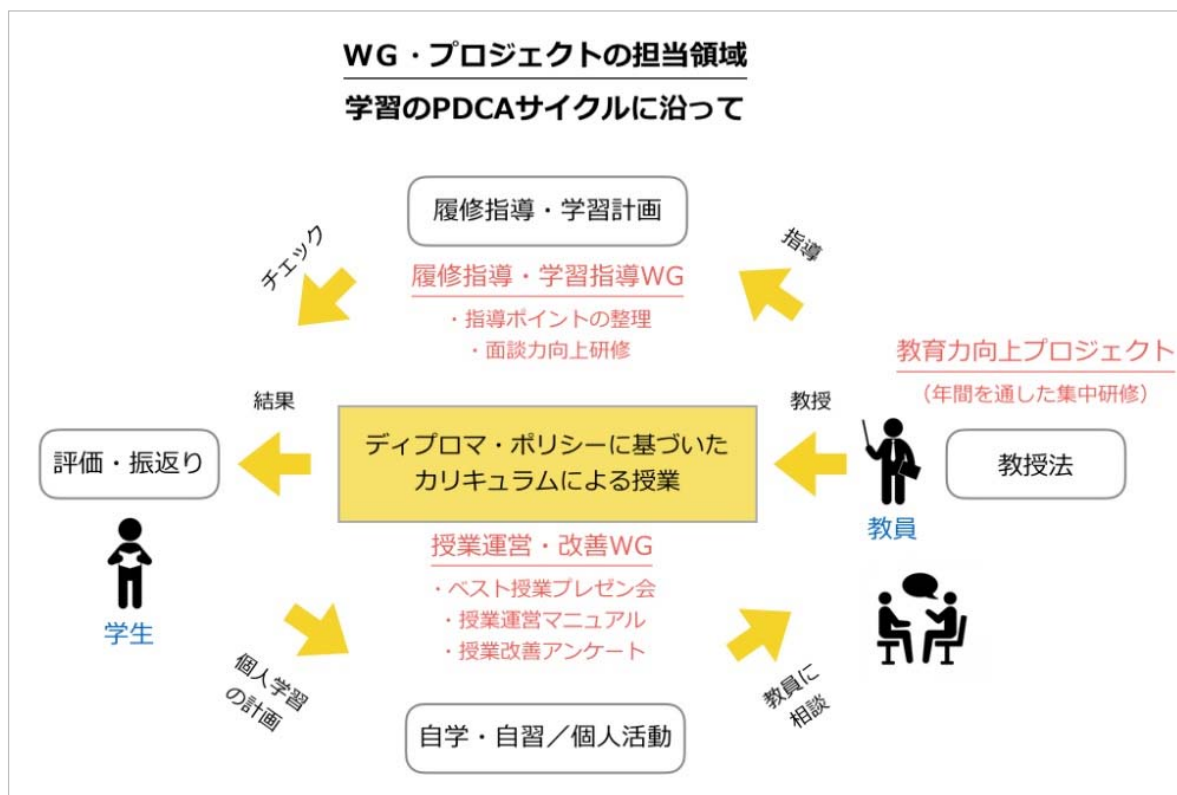 WG・プロジェクトの担当領域
学習のPDCAサイクルに沿って
履修指導・学習計画
チェック
指導
履修指導・学習指導WG
・指導ポイントの整理
・面談力向上研修
教育力向上プロジェクト
（年間を通した集中研修）
結果
教授
評価・振返り
ディプロマ・ポリシーに基づいた
カリキュラムによる授業
教授法
教員
学生
授業運営・改善WG
・ベスト授業プレゼン会
・授業運営マニュアル
・授業改善アンケート
個人学習
の計画
教員に
相談
自学・自習／個人活動